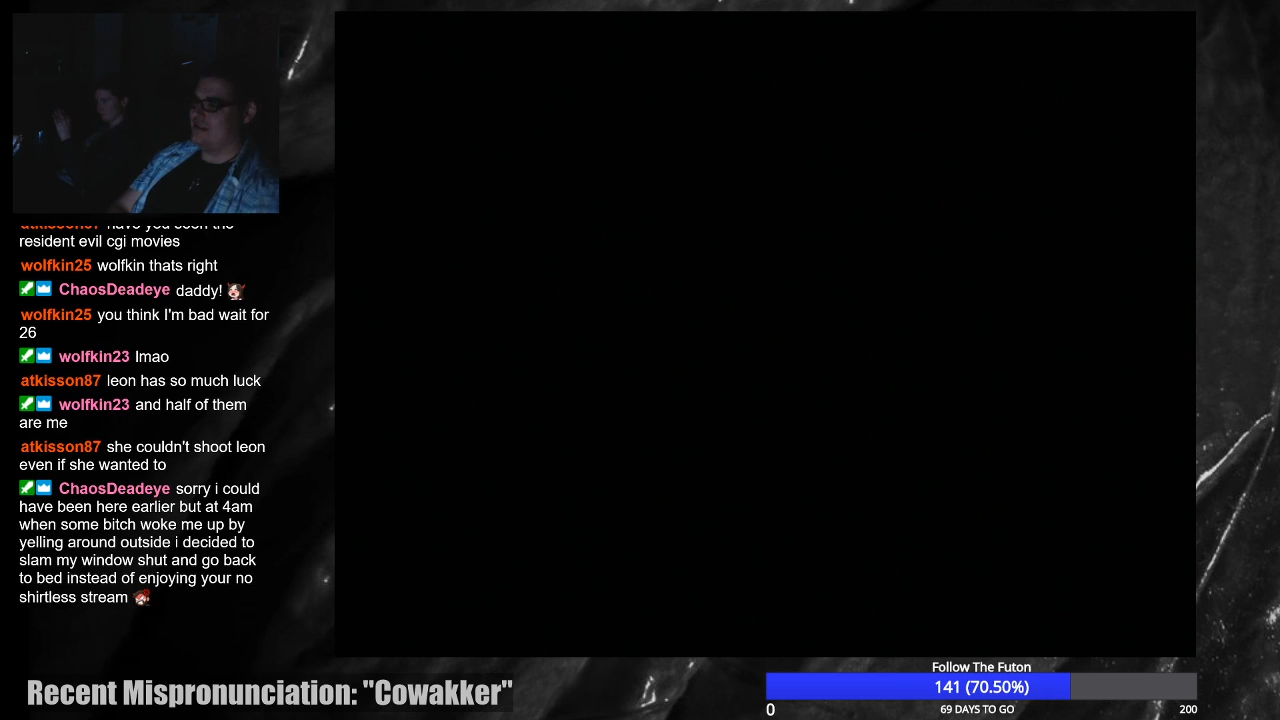 atkisson87 have you seen the
resident evil cgi movies
wolfkin25 wolfkin thats right
ChaosDeadeye daddy!
wolfkin25 you think I'm bad wait for
26
wolfkin23 lmao
atkisson87 leon has so much luck
wolfkin23 and half of them
are me
atkisson87 she couldn't shoot leon
even if she wanted to
ChaosDeadeye sorry i could
have been here earlier but at 4am
when some bitch woke me up by
yelling around outside i decided to
slam my window shut and go back
to bed instead of enjoying your no
shirtless stream
Recent Mispronunciation: "Cowakker"
Follow The Futon
141 (70.50%)
0
69 DAYS TO GO
200